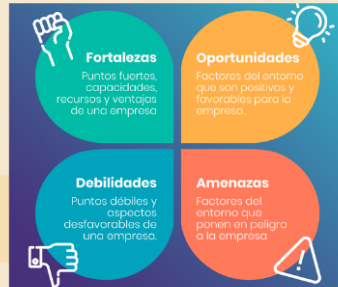 Fortalezas
Puntos fuertes,
capacidades,
recursos y ventajas
de una empresa
Oportunidades
Factores del entorno
que son positivos y
favorables para la
empresa.
Debilidades
Puntos débiles y
aspectos
desfavorables de
una empresa.
Amenazas
Factores del
entorno que
ponen en peligro
a la empresa